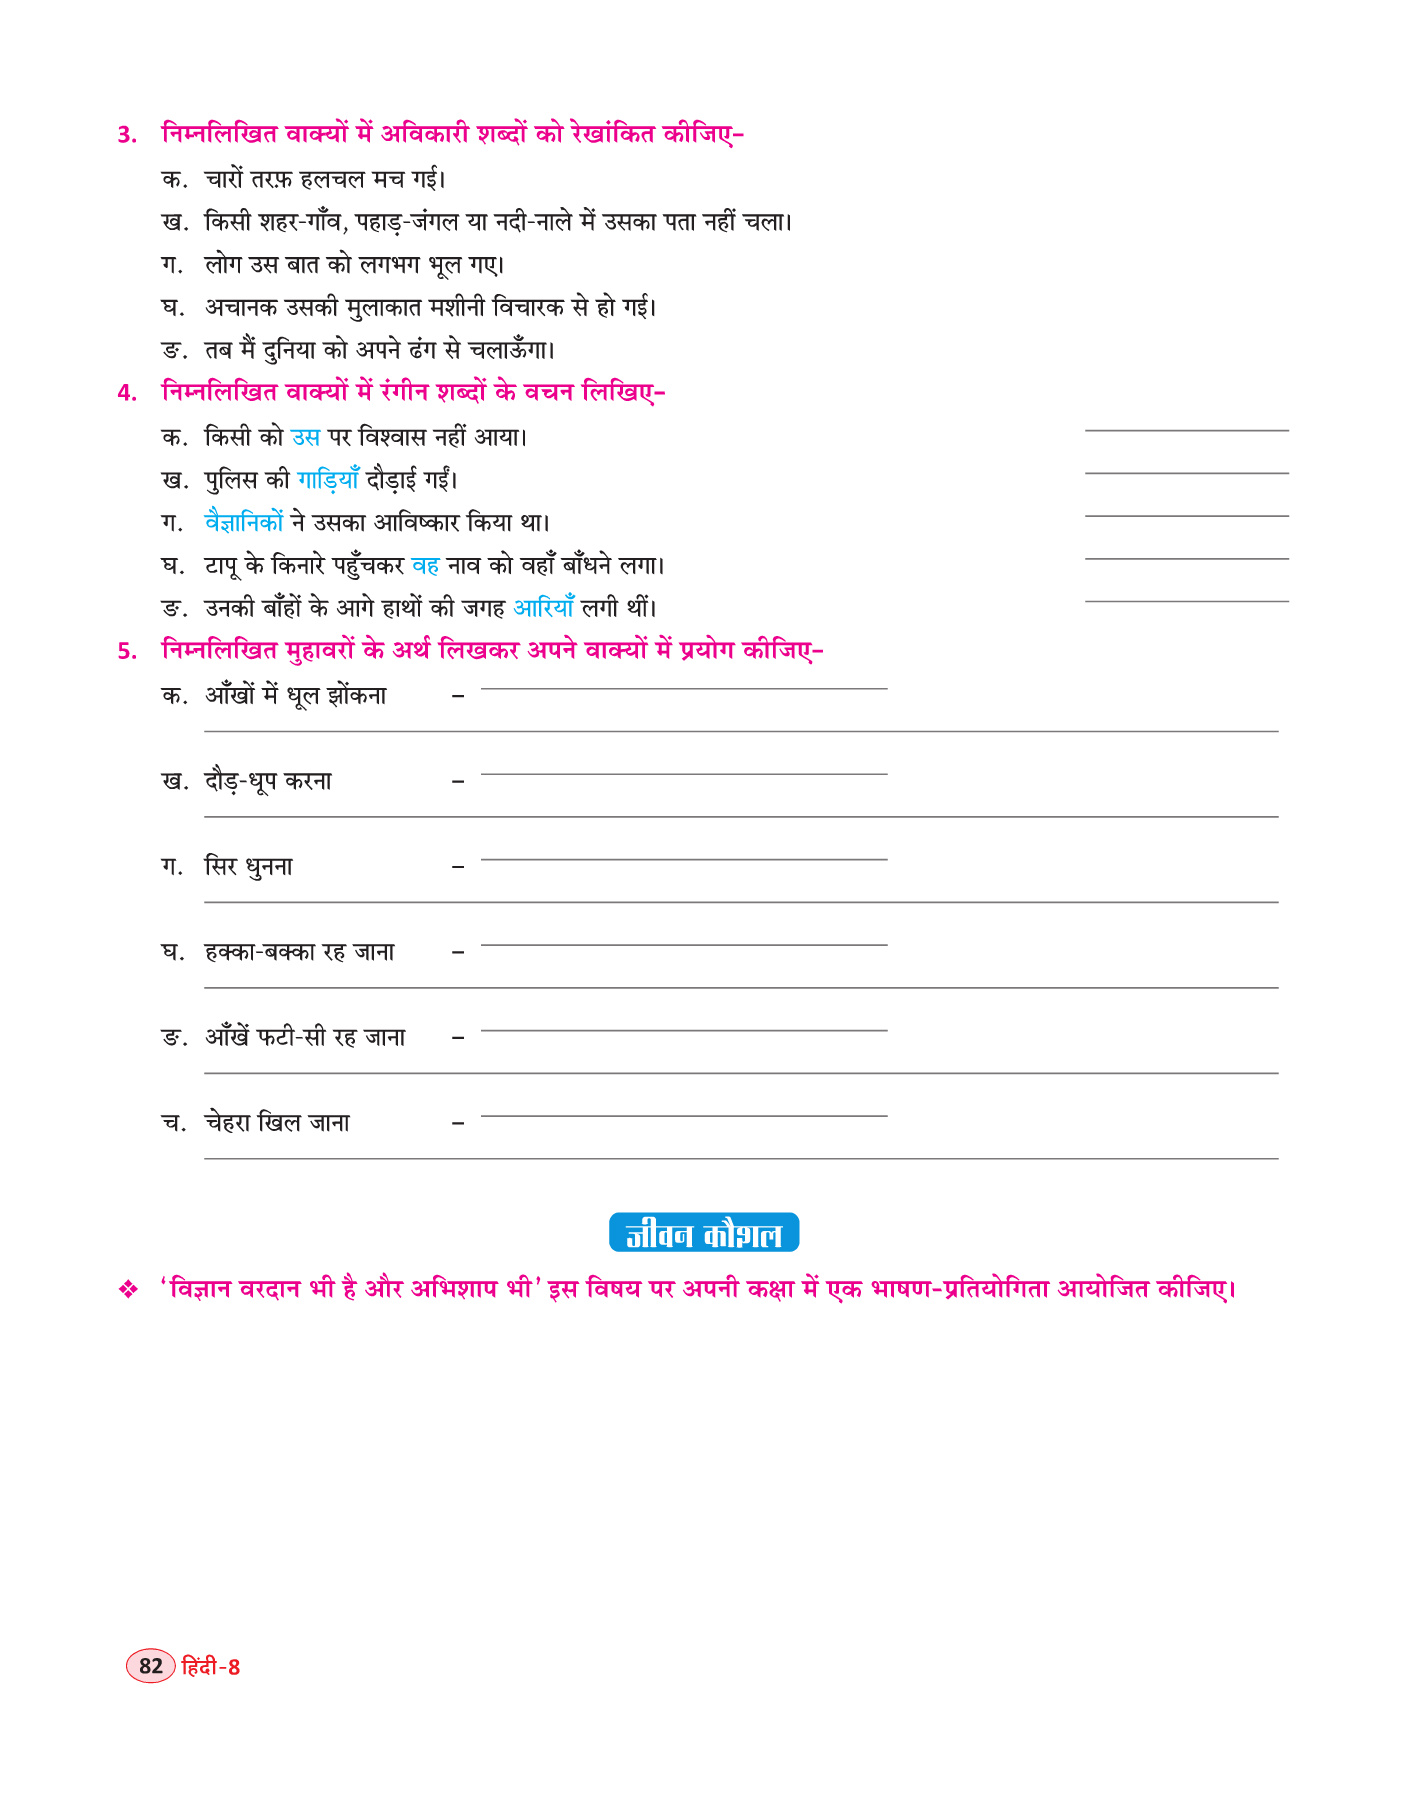 3. निम्नलिखित वाक्यों में अविकारी शब्दों को रेखांकित कीजिए–
क. चारों तरफ़ हलचल मच गई।
ख. किसी शहर-गाँव, पहाड़-जंगल या नदी-नाले में उसका पता नहीं चला।
ग. लोग उस बात को लगभग भूल गए।
घ. अचानक उसकी मुलाकात मशीनी विचारक से हो गई।
ङ. तब मैं दुनिया को अपने ढंग से चलाऊँगा।
4. निम्नलिखित वाक्यों में रंगीन शब्दों के वचन लिखिए–
क. किसी को उस पर विश्वास नहीं आया।
ख. पुलिस की गाड़ियाँ दौड़ाई गईं।
ग. वैज्ञानिकों ने उसका आविष्कार किया था।
घ. टापू के किनारे पहुँचकर वह नाव को वहाँ बाँधने लगा।
ङ. उनकी बाँहों के आगे हाथों की जगह आरियाँ लगी थीं।
5. निम्नलिखित मुहावरों के अर्थ लिखकर अपने वाक्यों में प्रयोग कीजिए–
क. आँखों में धूल झोंकना –
ख. दौड़-धूप करना –
ग. सिर धुनना –
घ. हक्का-बक्का रह जाना –
ङ. आँखें फटी-सी रह जाना –
च. चेहरा खिल जाना –
जीवन कौशल
❖ ‘विज्ञान वरदान भी है और अभिशाप भी’ इस विषय पर अपनी कक्षा में एक भाषण-प्रतियोगिता आयोजित कीजिए।
82 हिंदी-8